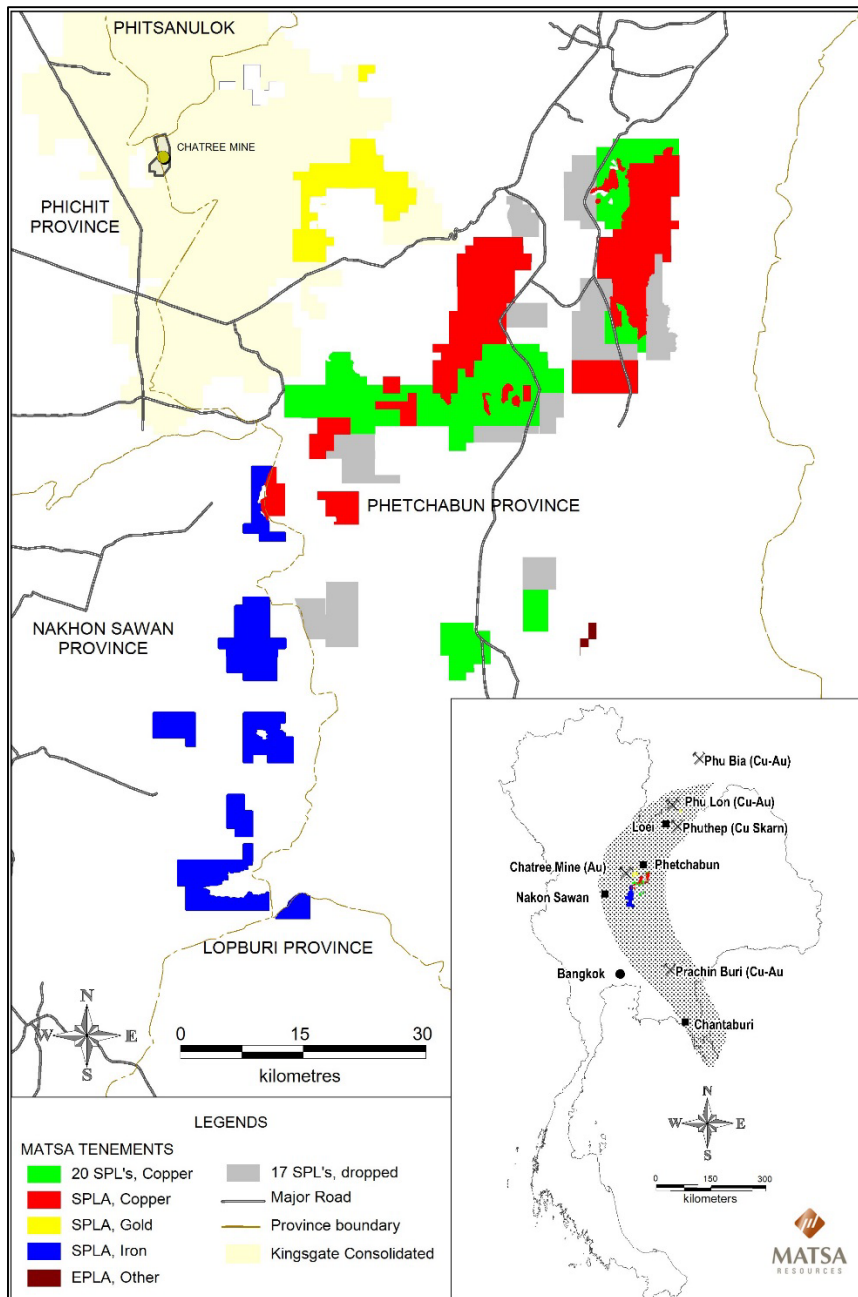 PHITSANULOK
CHATREE MINE
PHICHIT
PROVINCE
PHETCHABUN PROVINCE
NAKHON SAWAN
PROVINCE
LOPBURI PROVINCE
N
W E
S
0 15 30
kilometres
Phu Bia (Cu-Au)
Phu Lon (Cu-Au)
Loei
Phuthep (Cu Skarn)
Chatree Mine (Au)
Phetchabun
Nakon Sawan
Bangkok
Prachin Buri (Cu-Au
Chantaburi
N
W E
S
0 150 300
kilometers
MATSA
RESOURCES
LEGENDS
MATSA TENEMENTS
20 SPL's, Copper
SPLA, Copper
SPLA, Gold
SPLA, Iron
EPLA, Other
17 SPL's, dropped
Major Road
Province boundary
Kingsgate Consolidated